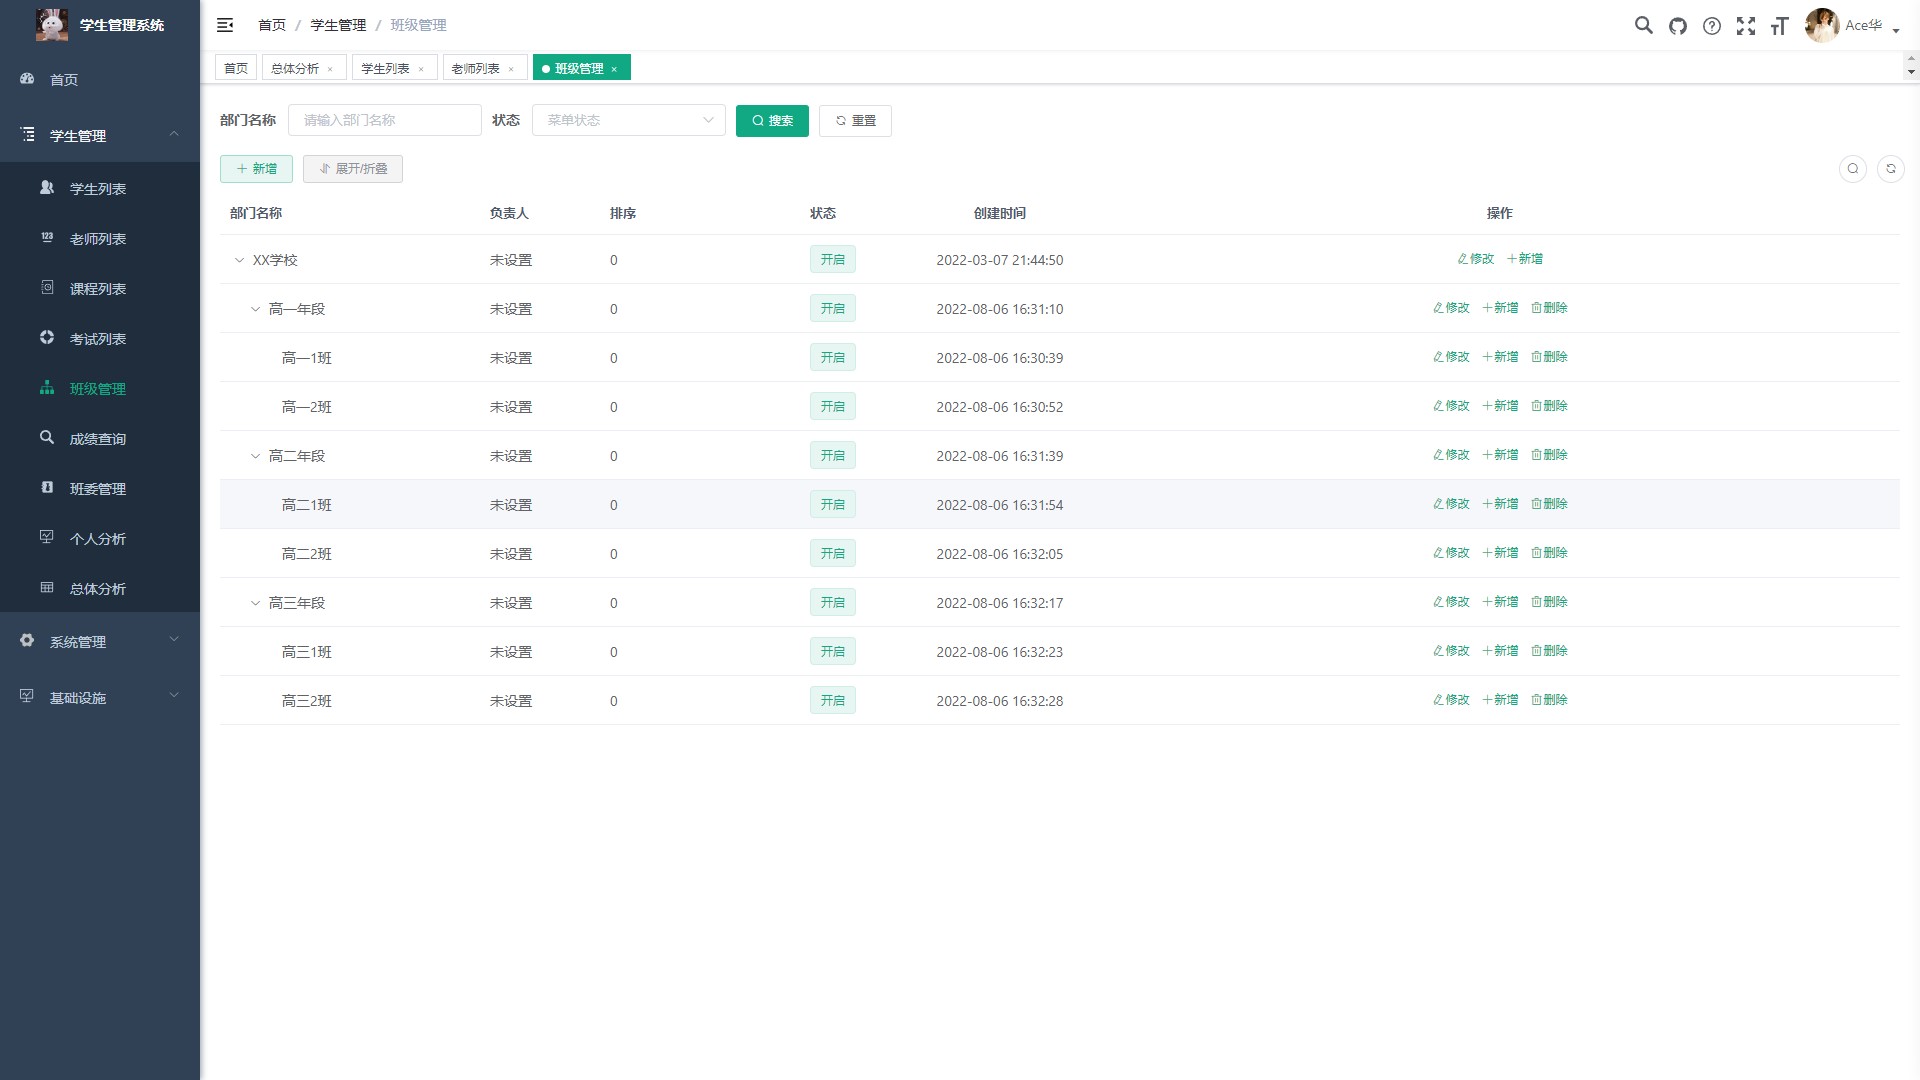 学生管理系统
首页
学生管理
学生列表
老师列表
123
课程列表
考试列表
班级管理
成绩查询
班委管理
个人分析
总体分析
系统管理
基础设施
首页 / 学生管理 / 班级管理
Ace华
首页 总体分析 × 学生列表 × 老师列表 × 班级管理 ×
部门名称 请输入部门名称 状态 菜单状态 搜索 重置
新增 展开/折叠
部门名称 负责人 排序 状态 创建时间 操作
XX学校 未设置 0 开启 2022-03-07 21:44:50 修改 新增
高一年段 未设置 0 开启 2022-08-06 16:31:10 修改 新增 删除
高一1班 未设置 0 开启 2022-08-06 16:30:39 修改 新增 删除
高一2班 未设置 0 开启 2022-08-06 16:30:52 修改 新增 删除
高二年段 未设置 0 开启 2022-08-06 16:31:39 修改 新增 删除
高二1班 未设置 0 开启 2022-08-06 16:31:54 修改 新增 删除
高二2班 未设置 0 开启 2022-08-06 16:32:05 修改 新增 删除
高三年段 未设置 0 开启 2022-08-06 16:32:17 修改 新增 删除
高三1班 未设置 0 开启 2022-08-06 16:32:23 修改 新增 删除
高三2班 未设置 0 开启 2022-08-06 16:32:28 修改 新增 删除